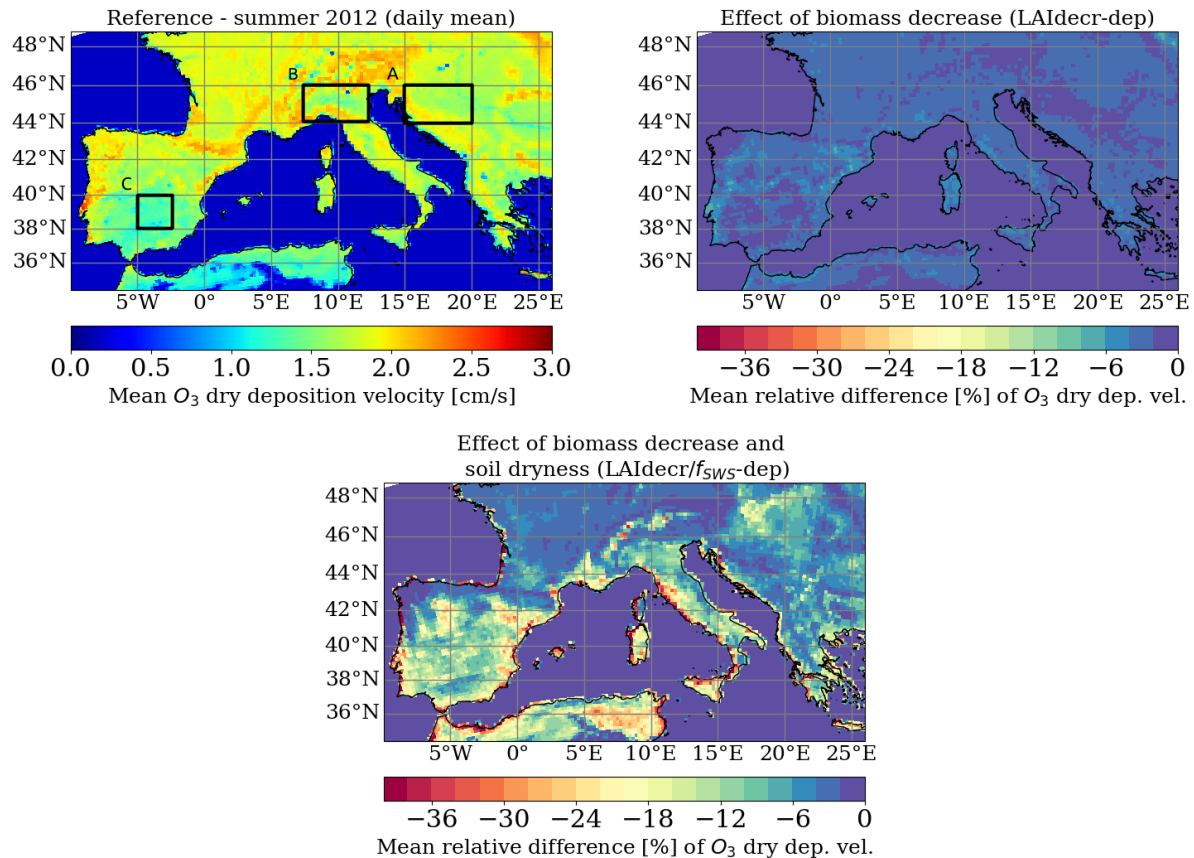 Reference - summer 2012 (daily mean)
48°N
46°N
44°N
42°N
40°N
38°N
36°N
B
A
C
5°W 0° 5°E 10°E 15°E 20°E 25°E
0.0 0.5 1.0 1.5 2.0 2.5 3.0
Mean O₃ dry deposition velocity [cm/s]
Effect of biomass decrease (LAIdecr-dep)
48°N
46°N
44°N
42°N
40°N
38°N
36°N
5°W 0° 5°E 10°E 15°E 20°E 25°E
−36 −30 −24 −18 −12 −6 0
Mean relative difference [%] of O₃ dry dep. vel.
Effect of biomass decrease and
soil dryness (LAIdecr/f_SWS-dep)
48°N
46°N
44°N
42°N
40°N
38°N
36°N
5°W 0° 5°E 10°E 15°E 20°E 25°E
−36 −30 −24 −18 −12 −6 0
Mean relative difference [%] of O₃ dry dep. vel.